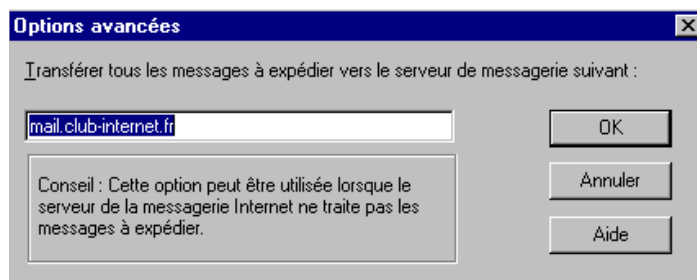 Options avancées
Transférer tous les messages à expédier vers le serveur de messagerie suivant :
mail.club-internet.fr
OK
Conseil : Cette option peut être utilisée lorsque le
serveur de la messagerie Internet ne traite pas les
messages à expédier.
Annuler
Aide